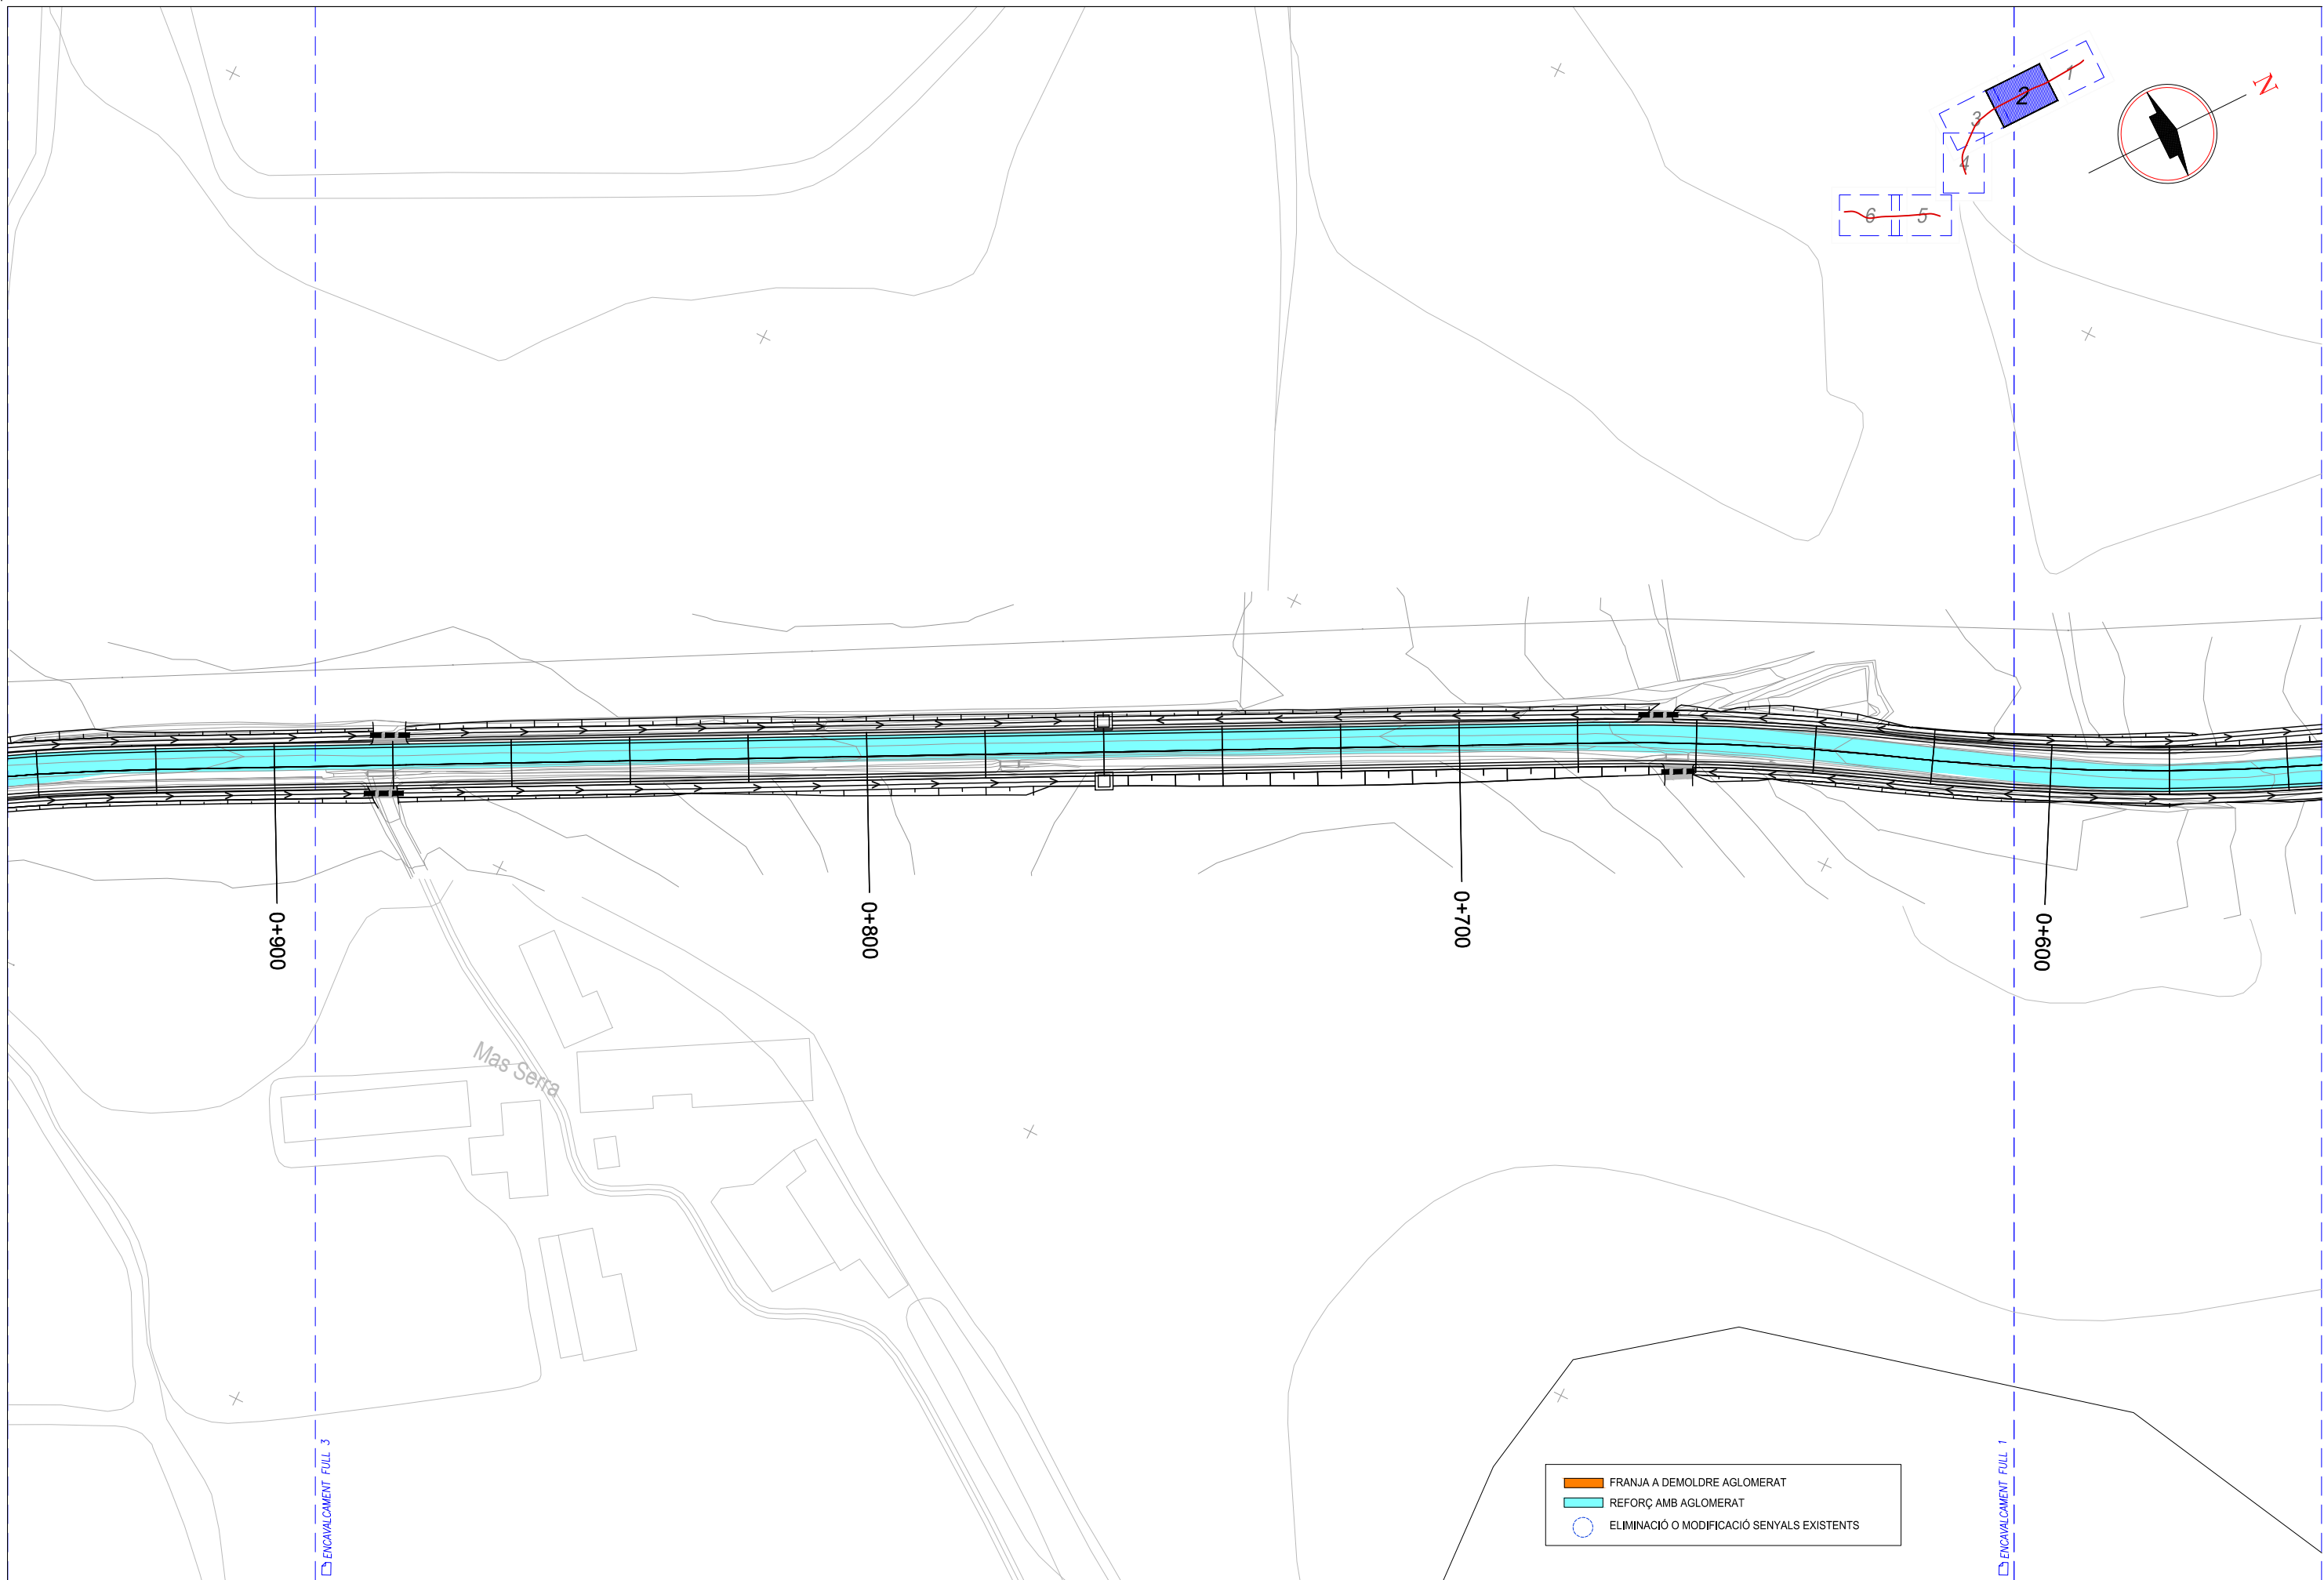 1
2
3
4
6
5
N
0+900
0+800
0+700
0+600
Mas Serra
ENCAVALCAMENT FULL 3
ENCAVALCAMENT FULL 1
FRANJA A DEMOLDRE AGLOMERAT
REFORÇ AMB AGLOMERAT
ELIMINACIÓ O MODIFICACIÓ SENYALS EXISTENTS